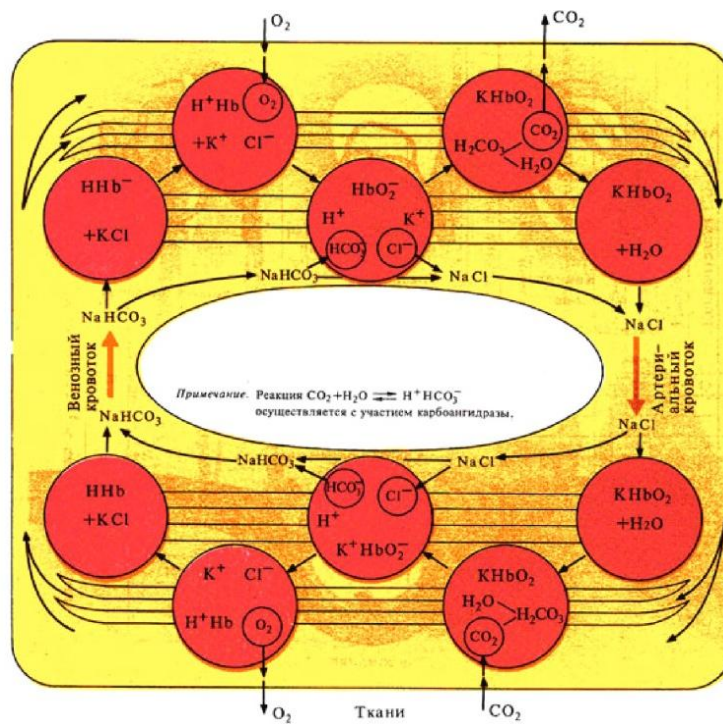 O₂
CO₂
H⁺Hb O₂
+K⁺ Cl⁻
KHbO₂
CO₂
H₂CO₃
H₂O
HHb⁻
+KCl
HbO₂⁻
H⁺ K⁺
HCO₃⁻ Cl⁻
KHbO₂
+H₂O
NaHCO₃
NaCl
NaHCO₃
NaCl
Венозный
кровоток
Примечание. Реакция CO₂+H₂O ⇌ H⁺HCO₃⁻
осуществляется с участием карбоангидразы.
Артери-
альный
кровоток
NaHCO₃
NaCl
NaHCO₃
NaCl
HHb
+KCl
HCO₃⁻ Cl⁻
H⁺
K⁺HbO₂⁻
KHbO₂
+H₂O
K⁺ Cl⁻
H⁺Hb O₂
KHbO₂
H₂O
H₂CO₃
CO₂
O₂
Ткани
CO₂